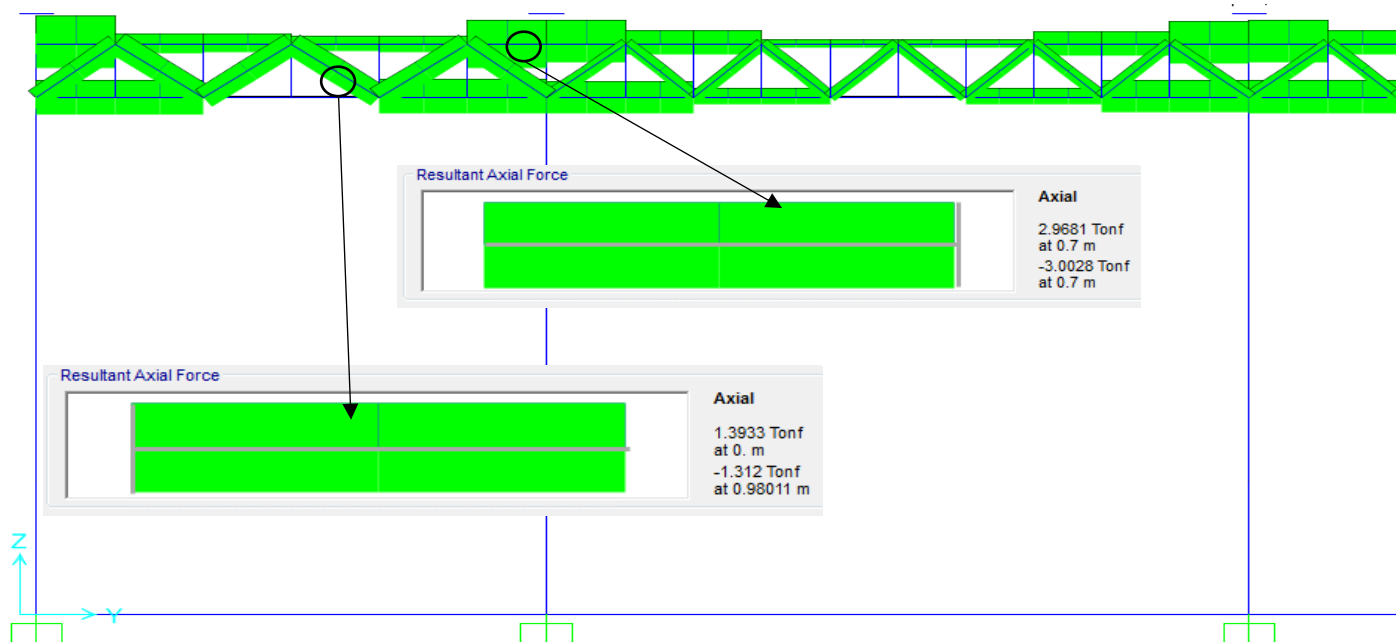 Resultant Axial Force
Axial
2.9681 Tonf
at 0.7 m
-3.0028 Tonf
at 0.7 m
Resultant Axial Force
Axial
1.3933 Tonf
at 0. m
-1.312 Tonf
at 0.98011 m
Z
Y